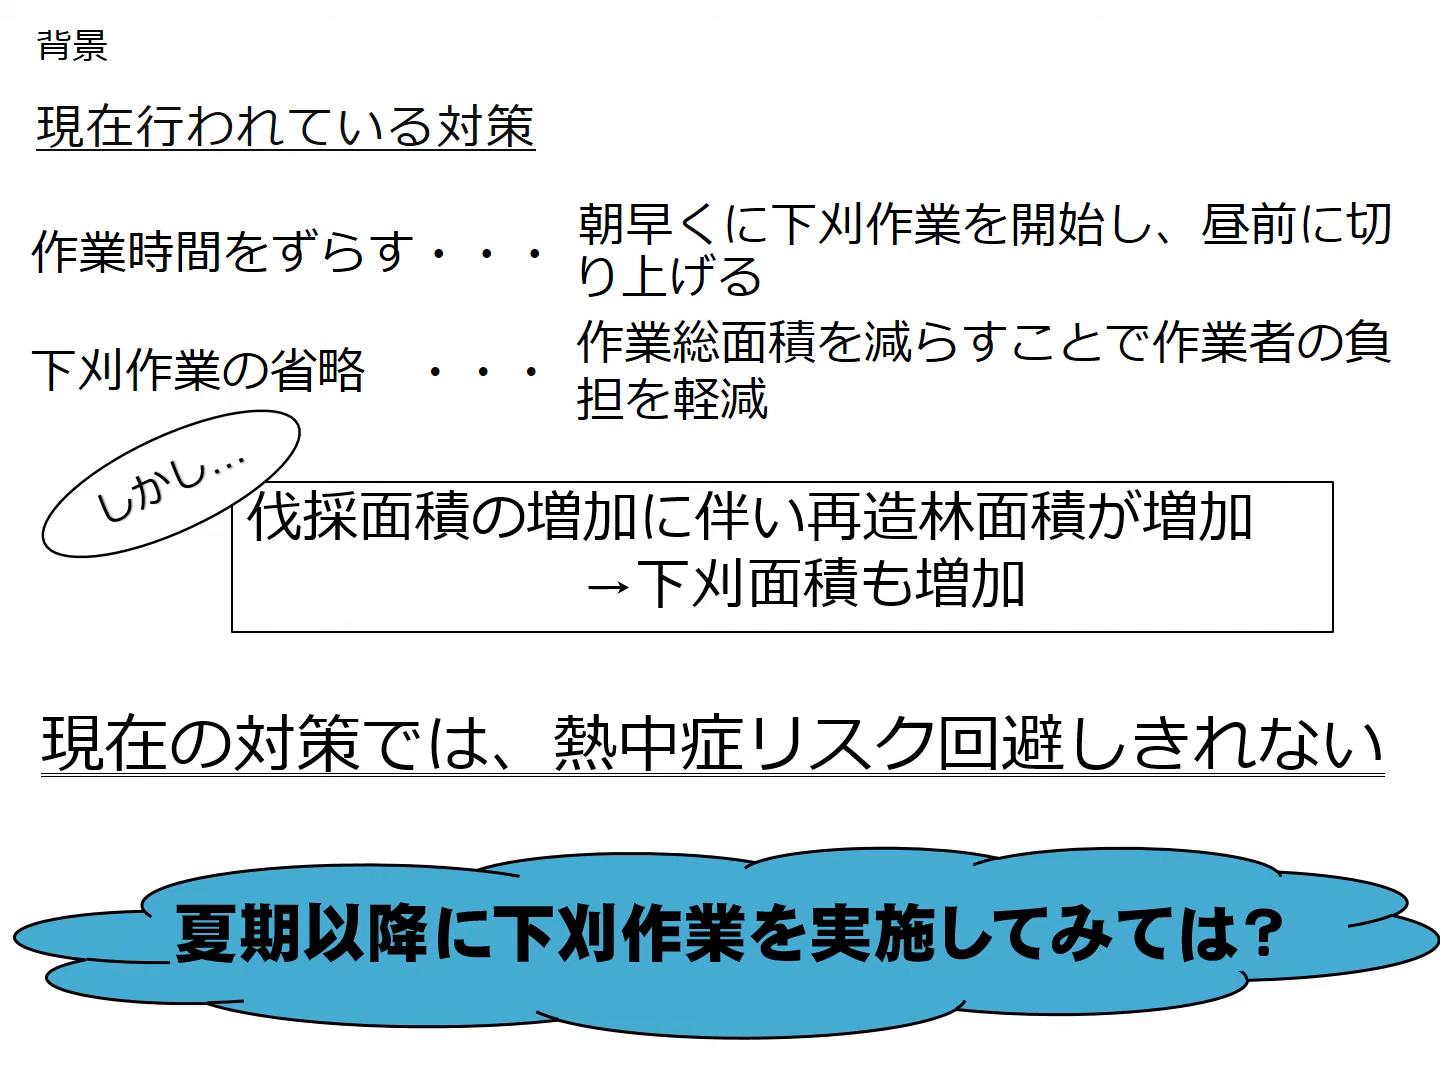 背景
現在行われている対策
作業時間をずらす・・・
朝早くに下刈作業を開始し、昼前に切
り上げる
下刈作業の省略　・・・
作業総面積を減らすことで作業者の負
担を軽減
しかし…
伐採面積の増加に伴い再造林面積が増加
→下刈面積も増加
現在の対策では、熱中症リスク回避しきれない
夏期以降に下刈作業を実施してみては？